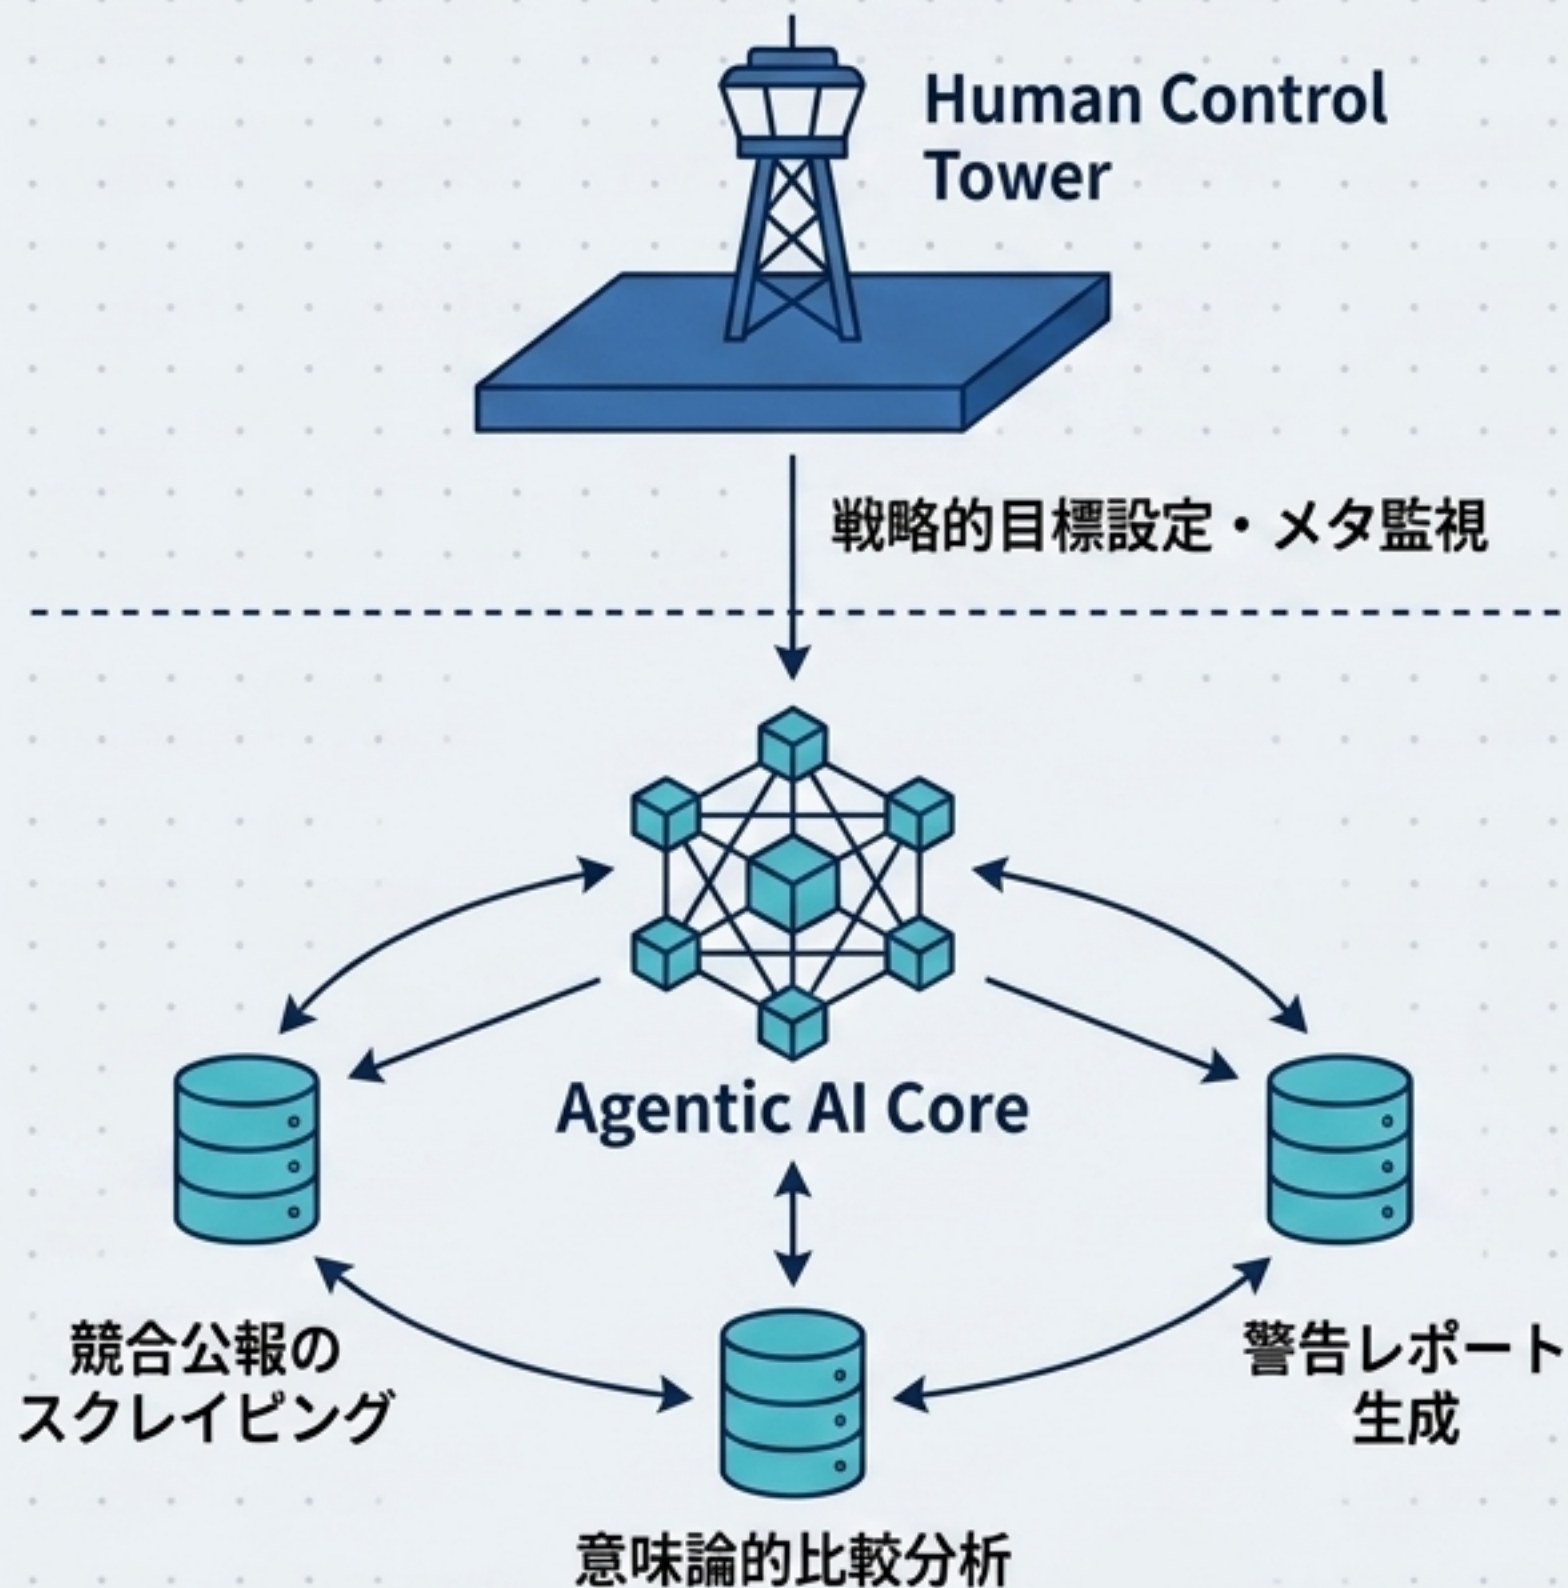 Human Control
Tower
戦略的目標設定・メタ監視
Agentic AI Core
競合公報の
スクレイピング
警告レポート
生成
意味論的比較分析